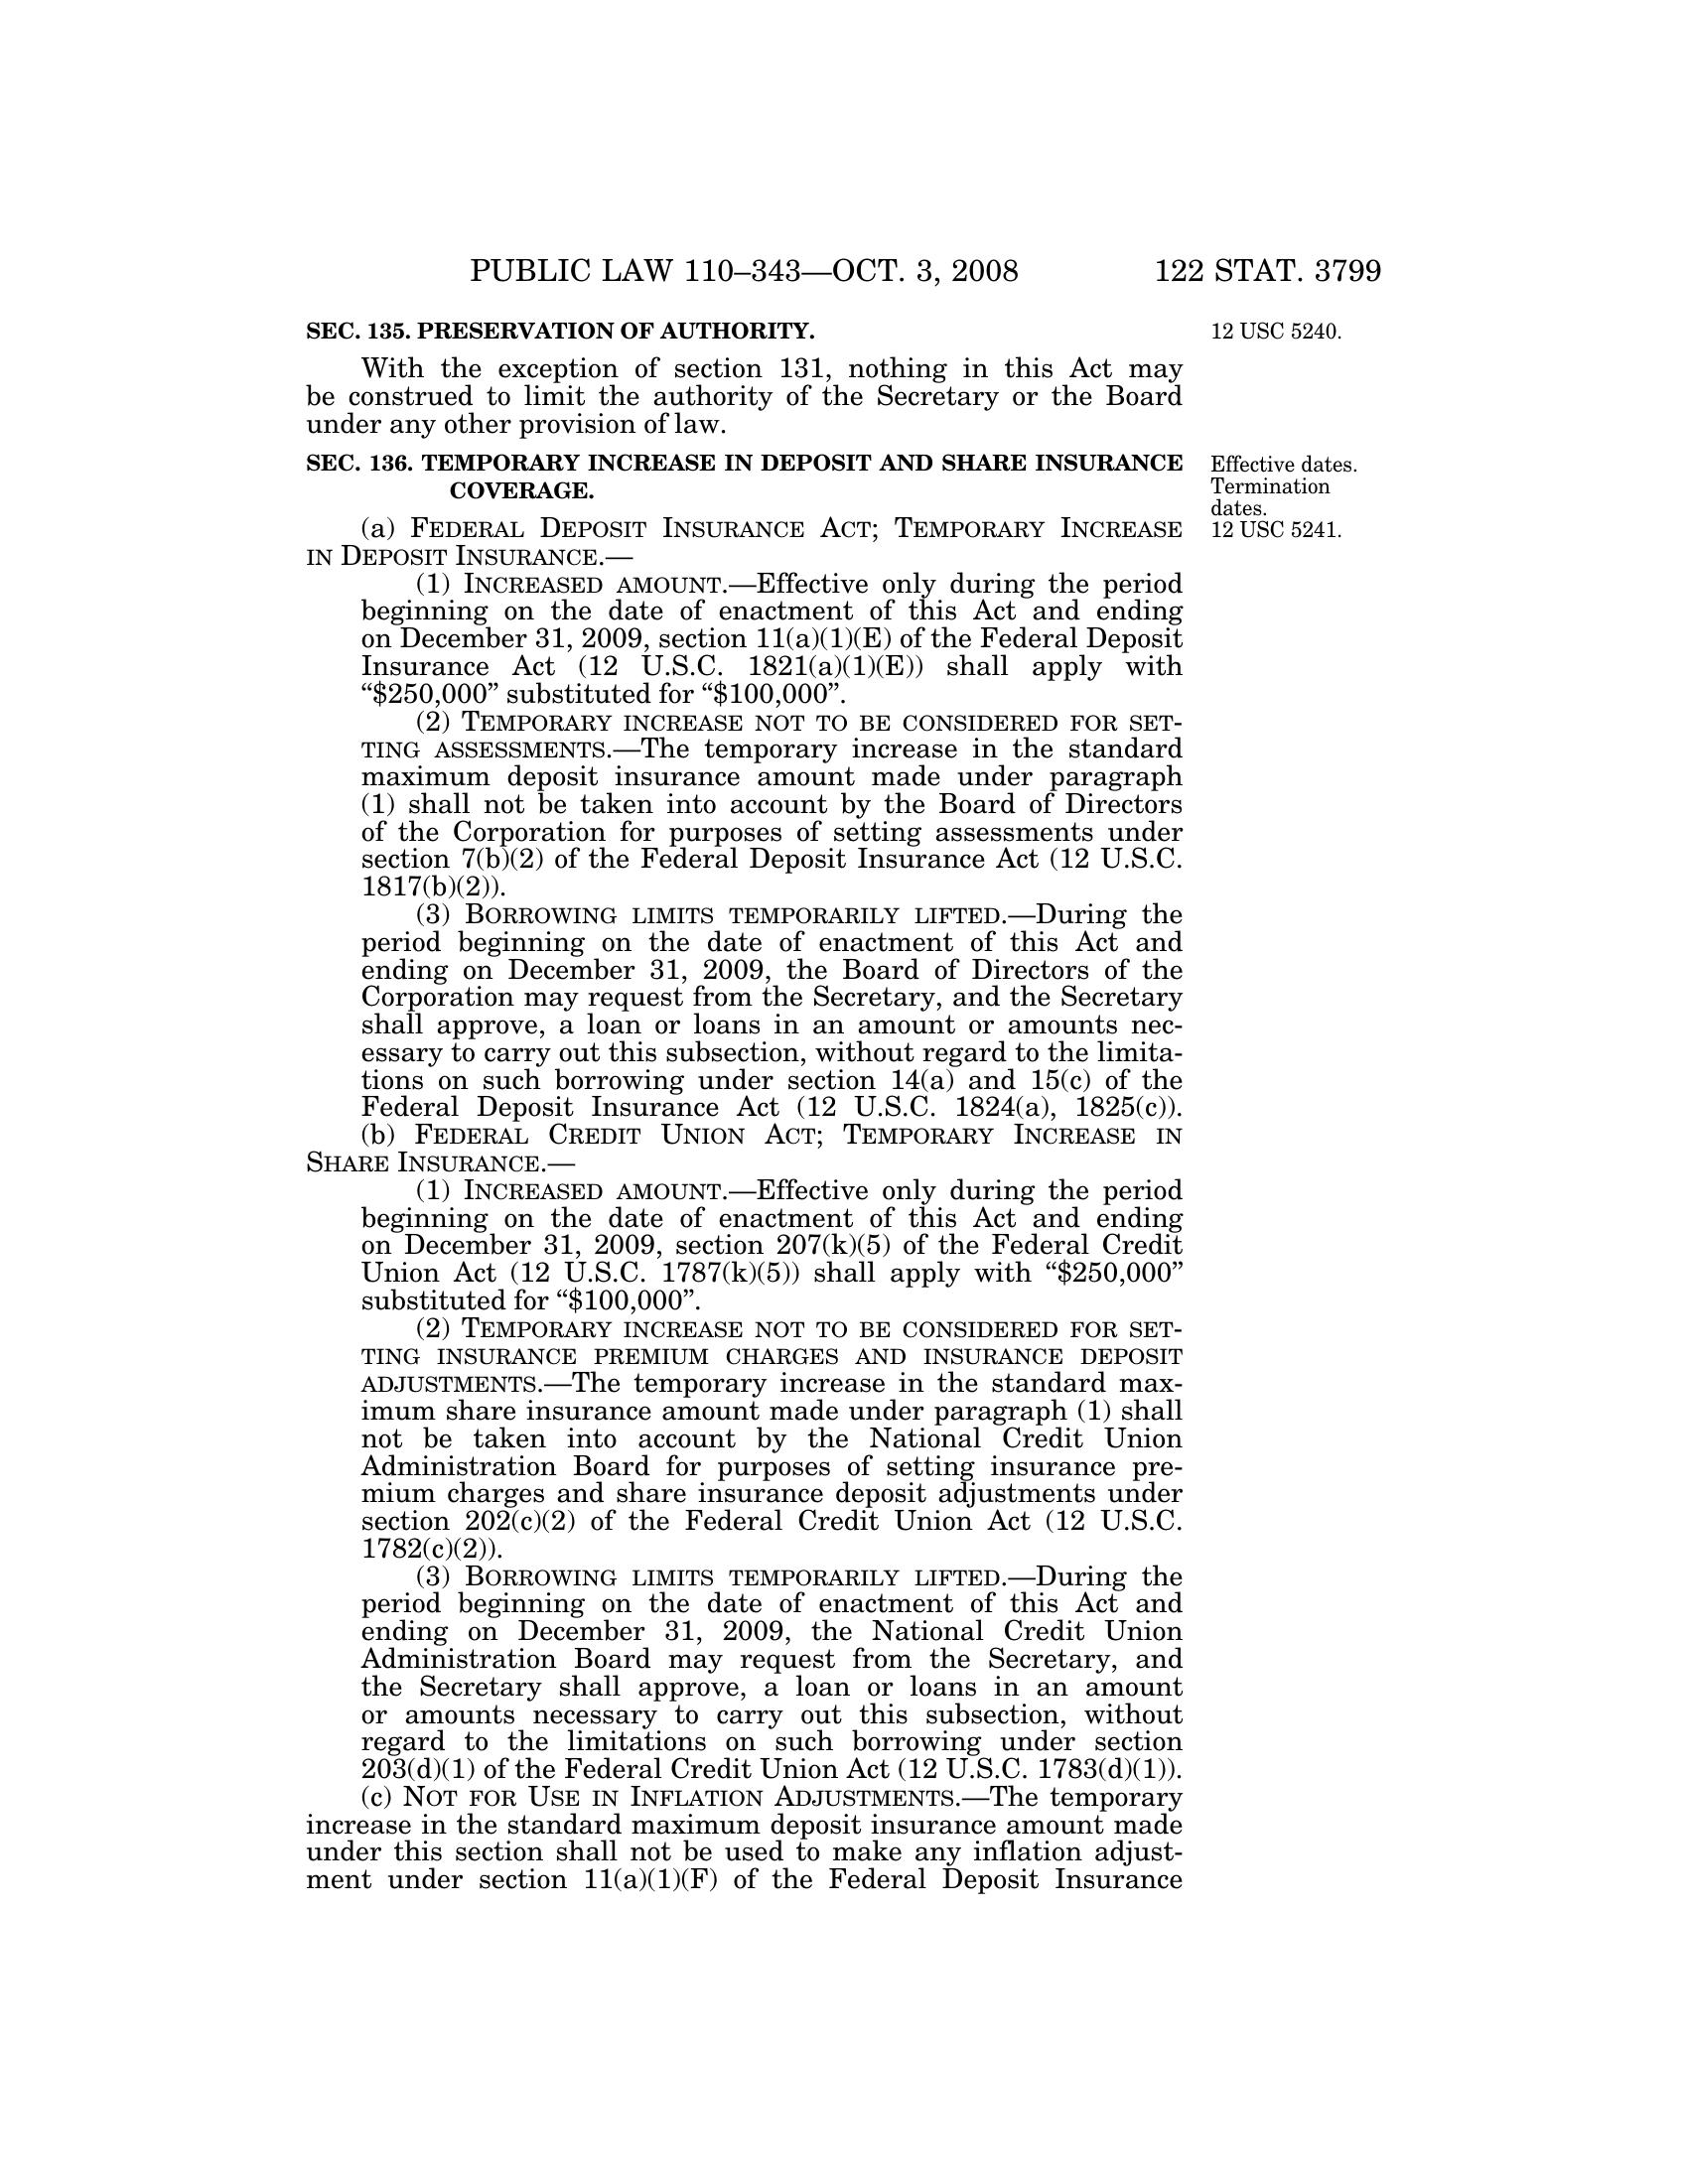 PUBLIC LAW 110–343—OCT. 3, 2008 122 STAT. 3799
SEC. 135. PRESERVATION OF AUTHORITY.
12 USC 5240.
With the exception of section 131, nothing in this Act may
be construed to limit the authority of the Secretary or the Board
under any other provision of law.
SEC. 136. TEMPORARY INCREASE IN DEPOSIT AND SHARE INSURANCE
COVERAGE.
Effective dates.
Termination
dates.
12 USC 5241.
(a) FEDERAL DEPOSIT INSURANCE ACT; TEMPORARY INCREASE
IN DEPOSIT INSURANCE.—
(1) INCREASED AMOUNT.—Effective only during the period
beginning on the date of enactment of this Act and ending
on December 31, 2009, section 11(a)(1)(E) of the Federal Deposit
Insurance Act (12 U.S.C. 1821(a)(1)(E)) shall apply with
“$250,000” substituted for “$100,000”.
(2) TEMPORARY INCREASE NOT TO BE CONSIDERED FOR SET-
TING ASSESSMENTS.—The temporary increase in the standard
maximum deposit insurance amount made under paragraph
(1) shall not be taken into account by the Board of Directors
of the Corporation for purposes of setting assessments under
section 7(b)(2) of the Federal Deposit Insurance Act (12 U.S.C.
1817(b)(2)).
(3) BORROWING LIMITS TEMPORARILY LIFTED.—During the
period beginning on the date of enactment of this Act and
ending on December 31, 2009, the Board of Directors of the
Corporation may request from the Secretary, and the Secretary
shall approve, a loan or loans in an amount or amounts nec-
essary to carry out this subsection, without regard to the limita-
tions on such borrowing under section 14(a) and 15(c) of the
Federal Deposit Insurance Act (12 U.S.C. 1824(a), 1825(c)).
(b) FEDERAL CREDIT UNION ACT; TEMPORARY INCREASE IN
SHARE INSURANCE.—
(1) INCREASED AMOUNT.—Effective only during the period
beginning on the date of enactment of this Act and ending
on December 31, 2009, section 207(k)(5) of the Federal Credit
Union Act (12 U.S.C. 1787(k)(5)) shall apply with “$250,000”
substituted for “$100,000”.
(2) TEMPORARY INCREASE NOT TO BE CONSIDERED FOR SET-
TING INSURANCE PREMIUM CHARGES AND INSURANCE DEPOSIT
ADJUSTMENTS.—The temporary increase in the standard max-
imum share insurance amount made under paragraph (1) shall
not be taken into account by the National Credit Union
Administration Board for purposes of setting insurance pre-
mium charges and share insurance deposit adjustments under
section 202(c)(2) of the Federal Credit Union Act (12 U.S.C.
1782(c)(2)).
(3) BORROWING LIMITS TEMPORARILY LIFTED.—During the
period beginning on the date of enactment of this Act and
ending on December 31, 2009, the National Credit Union
Administration Board may request from the Secretary, and
the Secretary shall approve, a loan or loans in an amount
or amounts necessary to carry out this subsection, without
regard to the limitations on such borrowing under section
203(d)(1) of the Federal Credit Union Act (12 U.S.C. 1783(d)(1)).
(c) NOT FOR USE IN INFLATION ADJUSTMENTS.—The temporary
increase in the standard maximum deposit insurance amount made
under this section shall not be used to make any inflation adjust-
ment under section 11(a)(1)(F) of the Federal Deposit Insurance